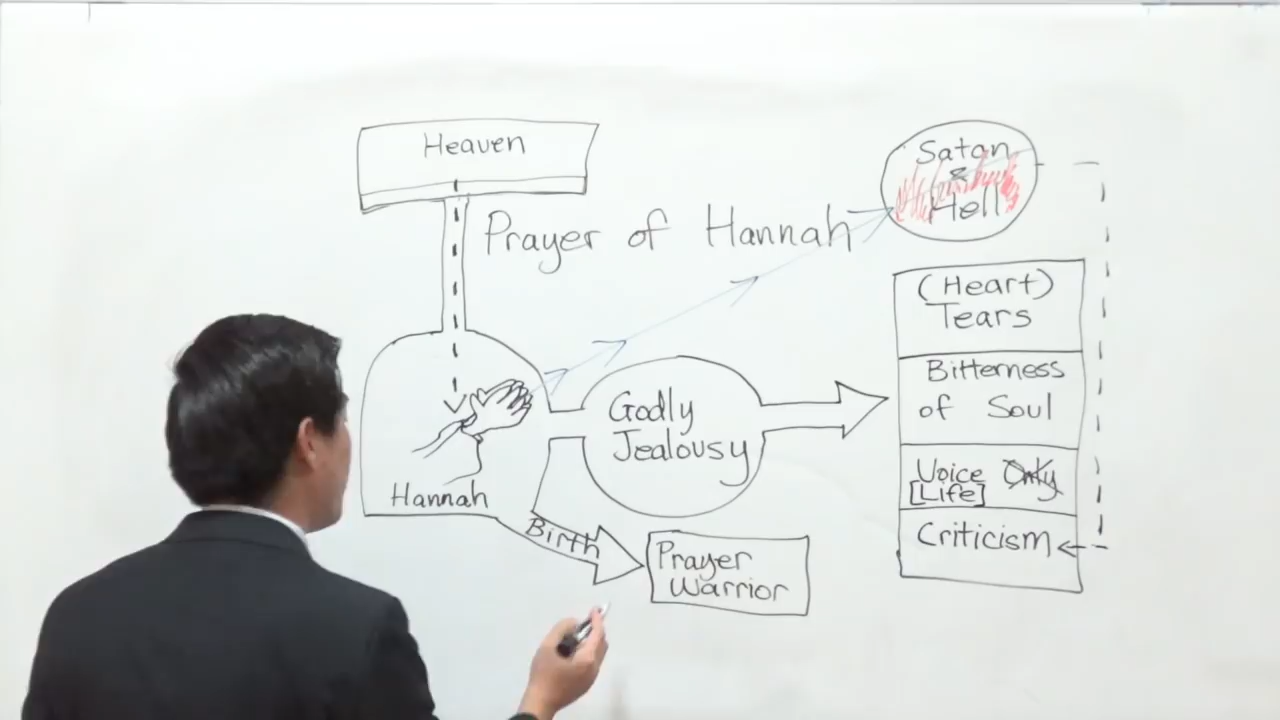 Heaven
Prayer of Hannah
Satan
&
Hell
(Heart)
Tears
Bitterness
of Soul
Voice Only
[Life]
Criticism
Godly
Jealousy
Hannah
Birth
Prayer
Warrior